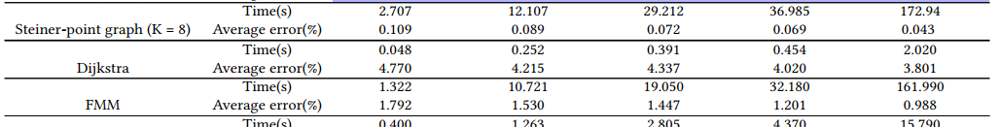 Time(s) 2.707 12.107 29.212 36.985 172.94
Steiner-point graph (K = 8) Average error(%) 0.109 0.089 0.072 0.069 0.043
Time(s) 0.048 0.252 0.391 0.454 2.020
Dijkstra Average error(%) 4.770 4.215 4.337 4.020 3.801
Time(s) 1.322 10.721 19.050 32.180 161.990
FMM Average error(%) 1.792 1.530 1.447 1.201 0.988
Time(s) 0.400 1.263 2.805 4.370 15.790